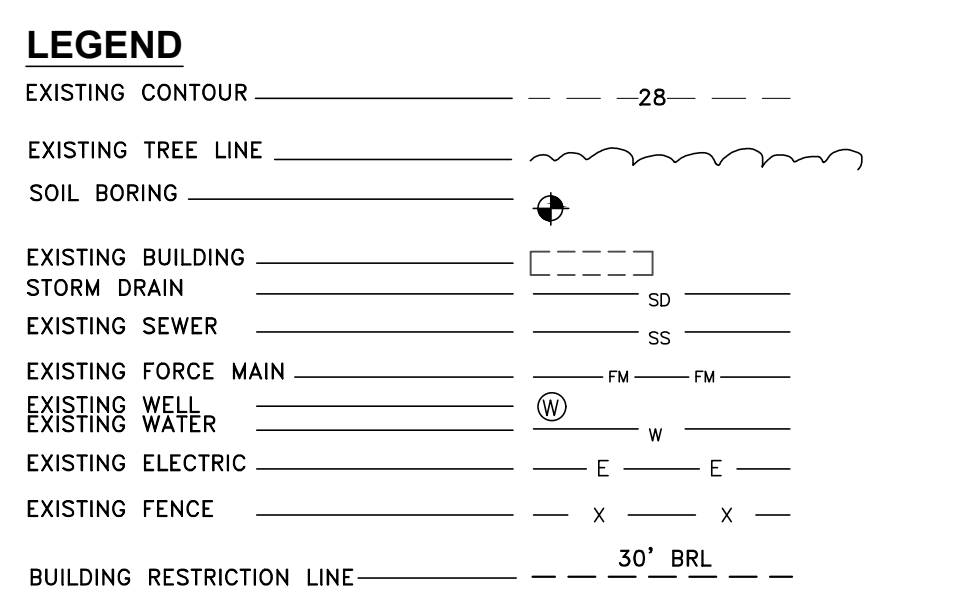 LEGEND
EXISTING CONTOUR 28
EXISTING TREE LINE
SOIL BORING
EXISTING BUILDING
STORM DRAIN SD
EXISTING SEWER SS
EXISTING FORCE MAIN FM FM
EXISTING WELL W
EXISTING WATER W
EXISTING ELECTRIC E E
EXISTING FENCE X X
30' BRL
BUILDING RESTRICTION LINE